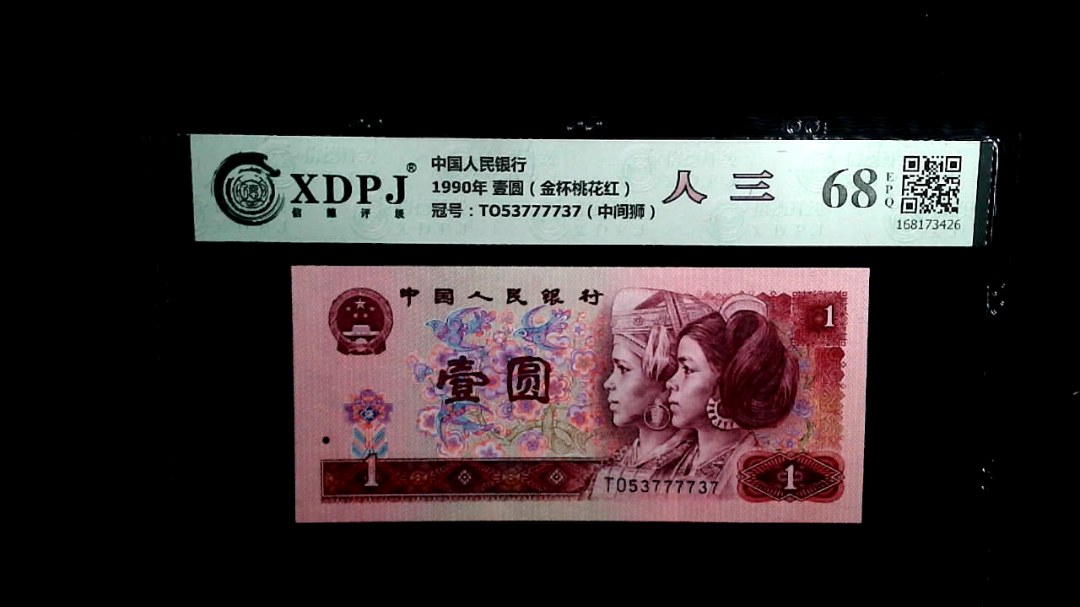 XDPJ®
信德评级
中国人民银行
1990年 壹圆（金杯桃花红）
冠号：TO53777737（中间狮）
人 三
68
EPQ
168173426
中国人民银行
1
壹圆
1
TO53777737
1